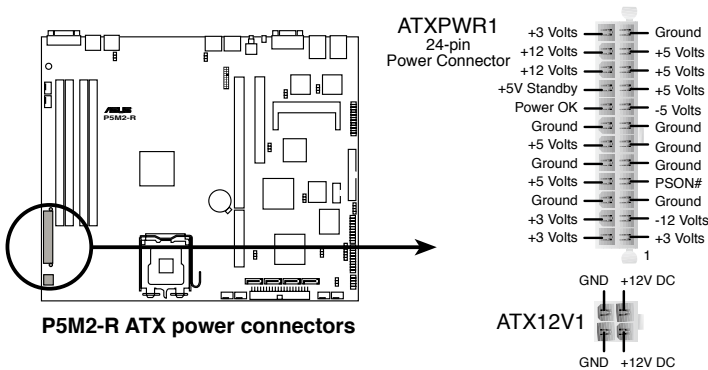 ATXPWR1
24-pin
Power Connector
+3 Volts
+12 Volts
+12 Volts
+5V Standby
Power OK
Ground
+5 Volts
Ground
+5 Volts
Ground
+3 Volts
+3 Volts
Ground
+5 Volts
+5 Volts
+5 Volts
-5 Volts
Ground
Ground
Ground
PSON#
Ground
-12 Volts
+3 Volts
1
ASUS
P5M2-R
P5M2-R ATX power connectors
ATX12V1
GND +12V DC
GND +12V DC